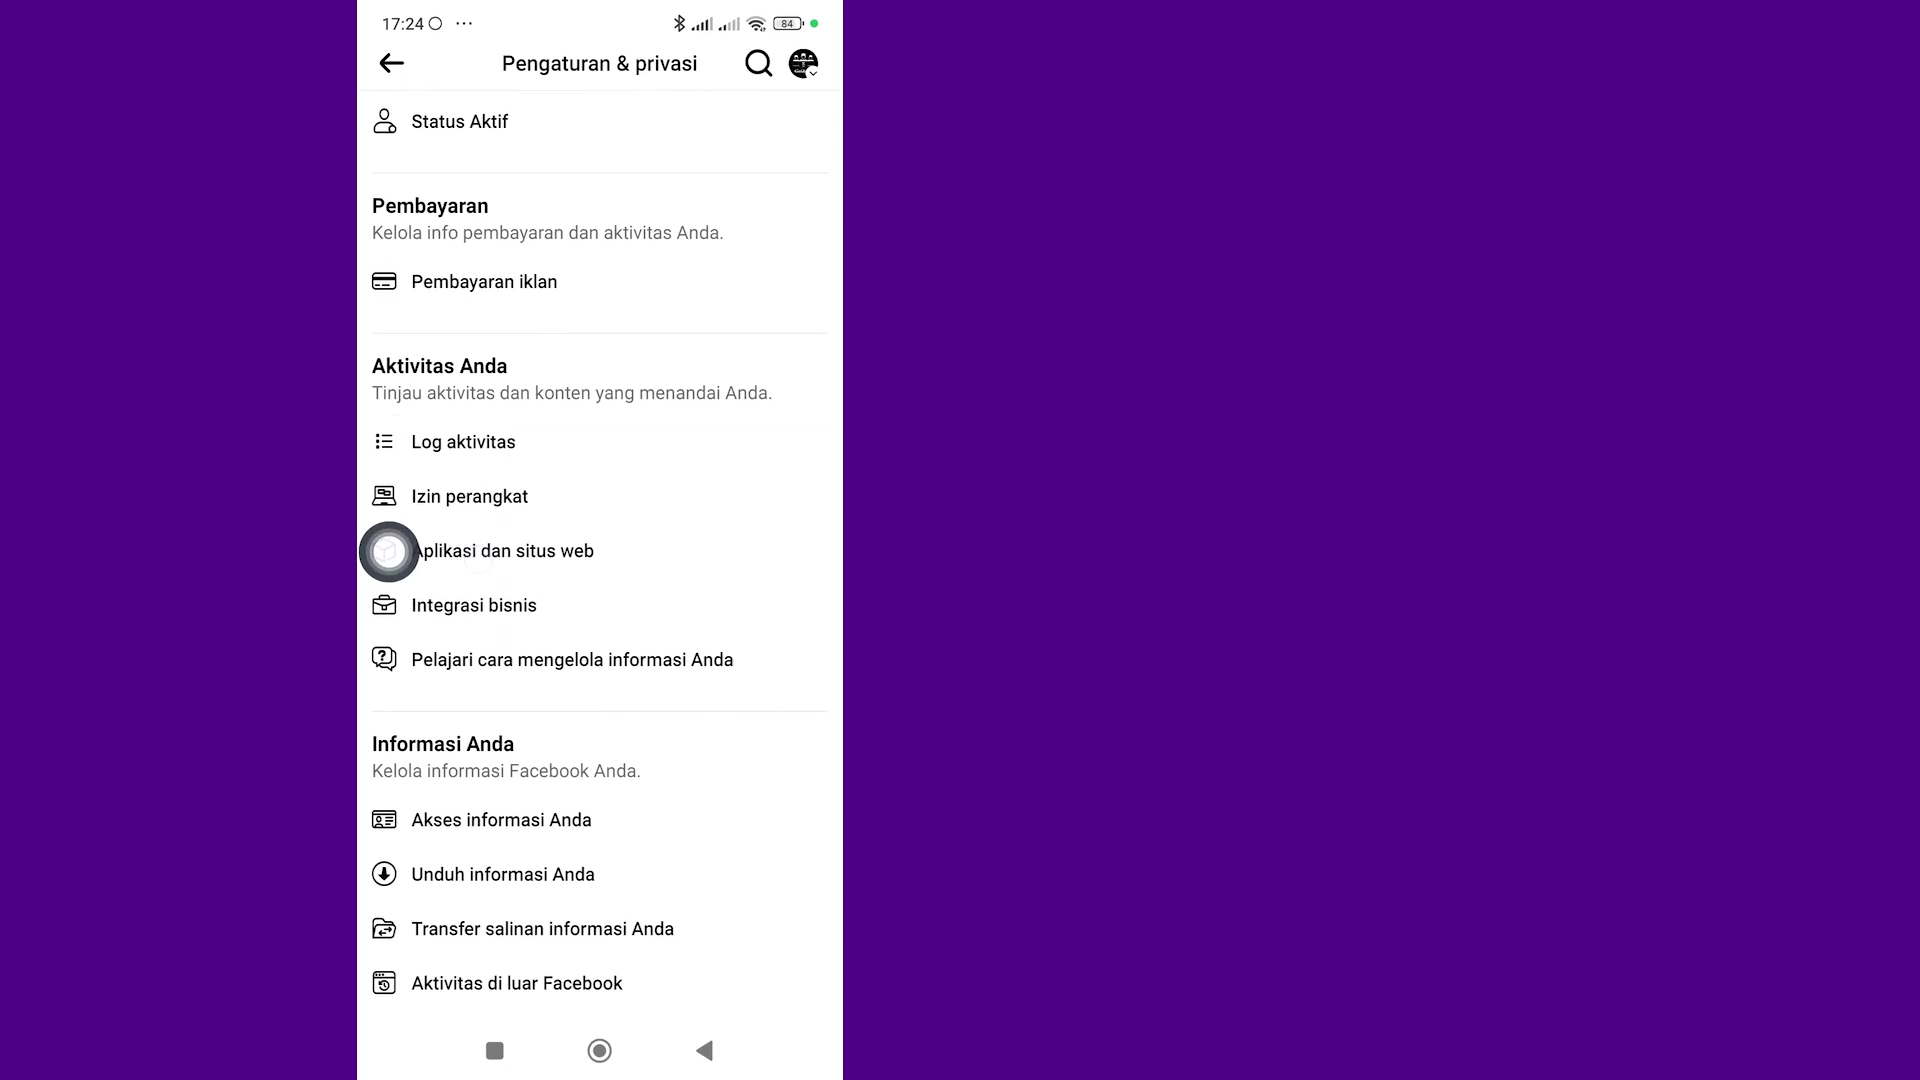 17:24
84
Pengaturan & privasi
Status Aktif
Pembayaran
Kelola info pembayaran dan aktivitas Anda.
Pembayaran iklan
Aktivitas Anda
Tinjau aktivitas dan konten yang menandai Anda.
Log aktivitas
Izin perangkat
Aplikasi dan situs web
Integrasi bisnis
Pelajari cara mengelola informasi Anda
Informasi Anda
Kelola informasi Facebook Anda.
Akses informasi Anda
Unduh informasi Anda
Transfer salinan informasi Anda
Aktivitas di luar Facebook